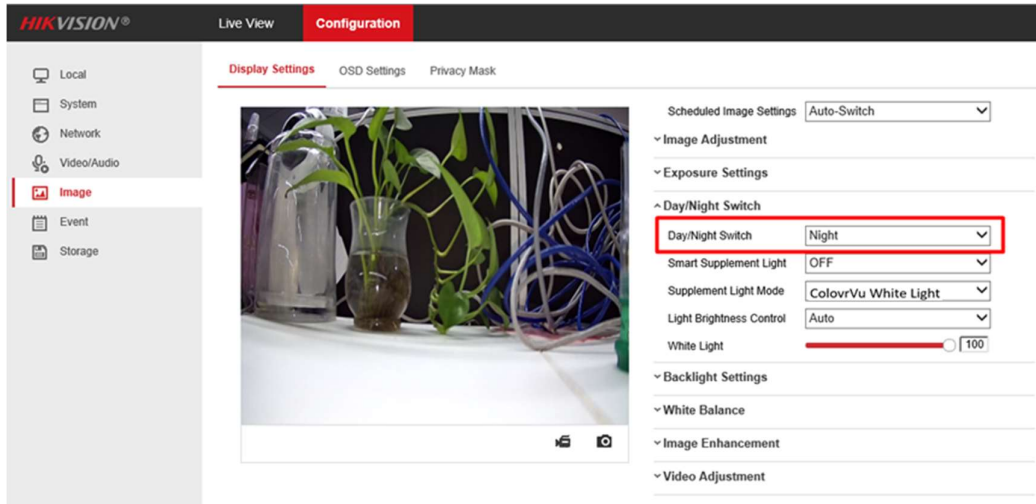 HIKVISION®
Live View
Configuration
Local
System
Network
Video/Audio
Image
Event
Storage
Display Settings
OSD Settings
Privacy Mask
Scheduled Image Settings Auto-Switch
Image Adjustment
Exposure Settings
Day/Night Switch
Day/Night Switch Night
Smart Supplement Light OFF
Supplement Light Mode ColovrVu White Light
Light Brightness Control Auto
White Light 100
Backlight Settings
White Balance
Image Enhancement
Video Adjustment